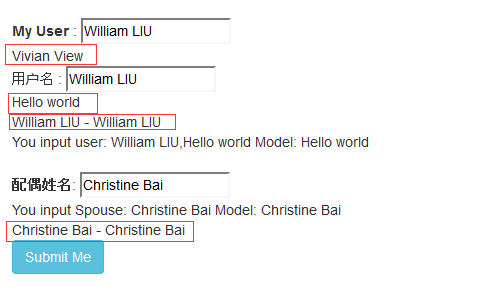 My User : William LIU
Vivian View
用户名 : William LIU
Hello world
William LIU - William LIU
You input user: William LIU,Hello world Model: Hello world
配偶姓名: Christine Bai
You input Spouse: Christine Bai Model: Christine Bai
Christine Bai - Christine Bai
Submit Me